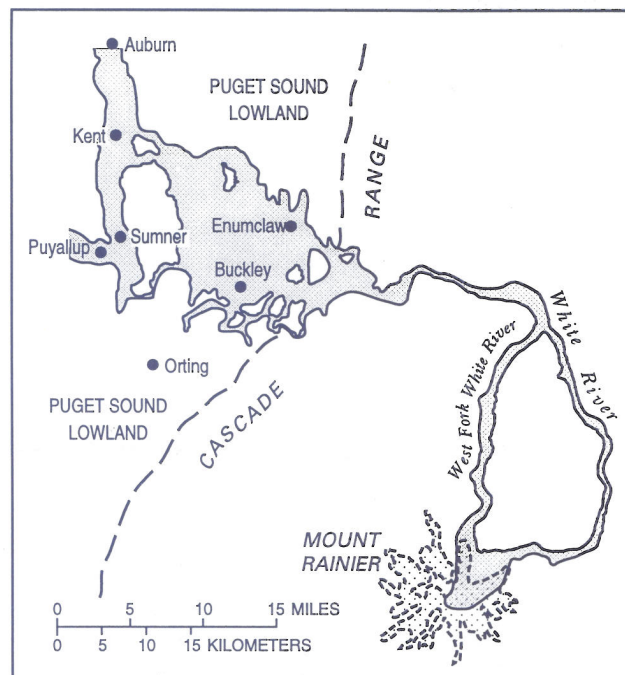 Auburn
PUGET SOUND
LOWLAND
Kent
RANGE
Enumclaw
Sumner
Puyallup
Buckley
White River
West Fork White River
Orting
CASCADE
PUGET SOUND
LOWLAND
MOUNT
RAINIER
0 5 10 15 MILES
0 5 10 15 KILOMETERS